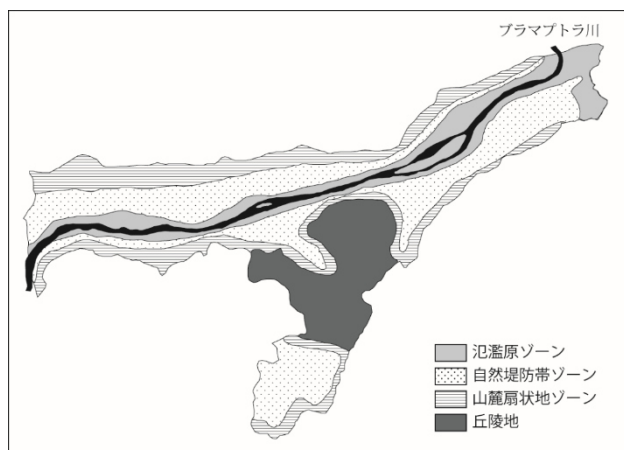 ブラマプトラ川
氾濫原ゾーン
自然堤防帯ゾーン
山麓扇状地ゾーン
丘陵地